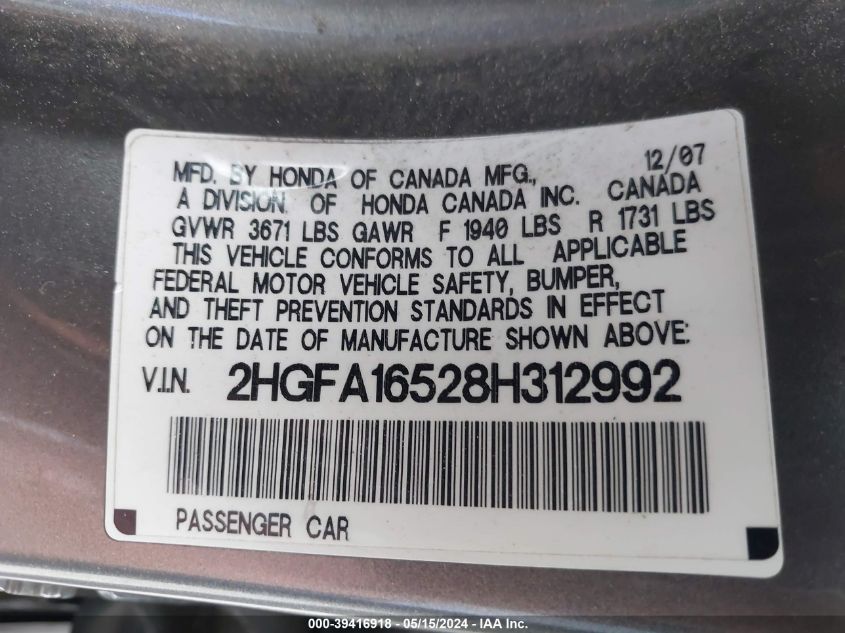 12/07
MFD. BY HONDA OF CANADA MFG.,
A DIVISION OF HONDA CANADA INC. CANADA
GVWR 3671 LBS GAWR F 1940 LBS R 1731 LBS
THIS VEHICLE CONFORMS TO ALL APPLICABLE
FEDERAL MOTOR VEHICLE SAFETY, BUMPER,
AND THEFT PREVENTION STANDARDS IN EFFECT
ON THE DATE OF MANUFACTURE SHOWN ABOVE.
V.I.N. 2HGFA16528H312992
PASSENGER CAR
000-39416918 - 05/15/2024 - IAA Inc.